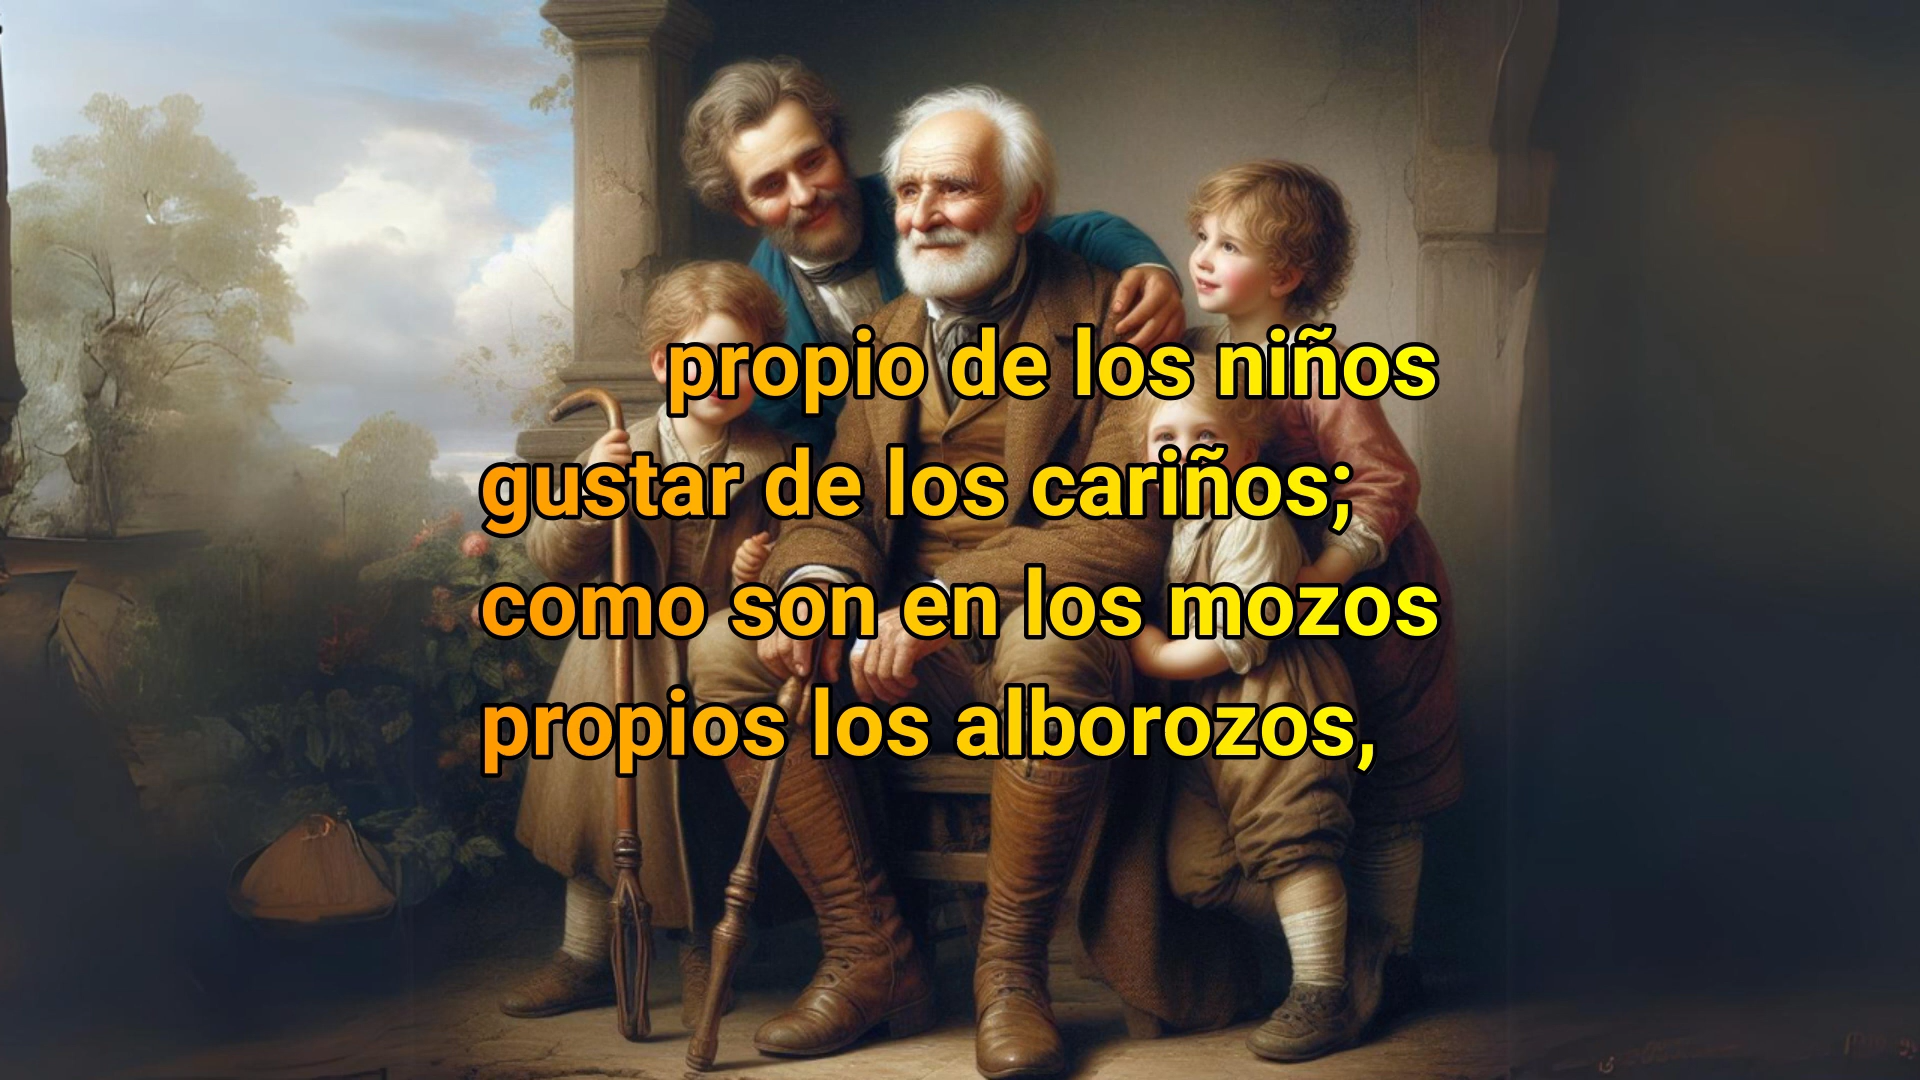 propio de los niños
gustar de los cariños;
como son en los mozos
propios los alborozos,